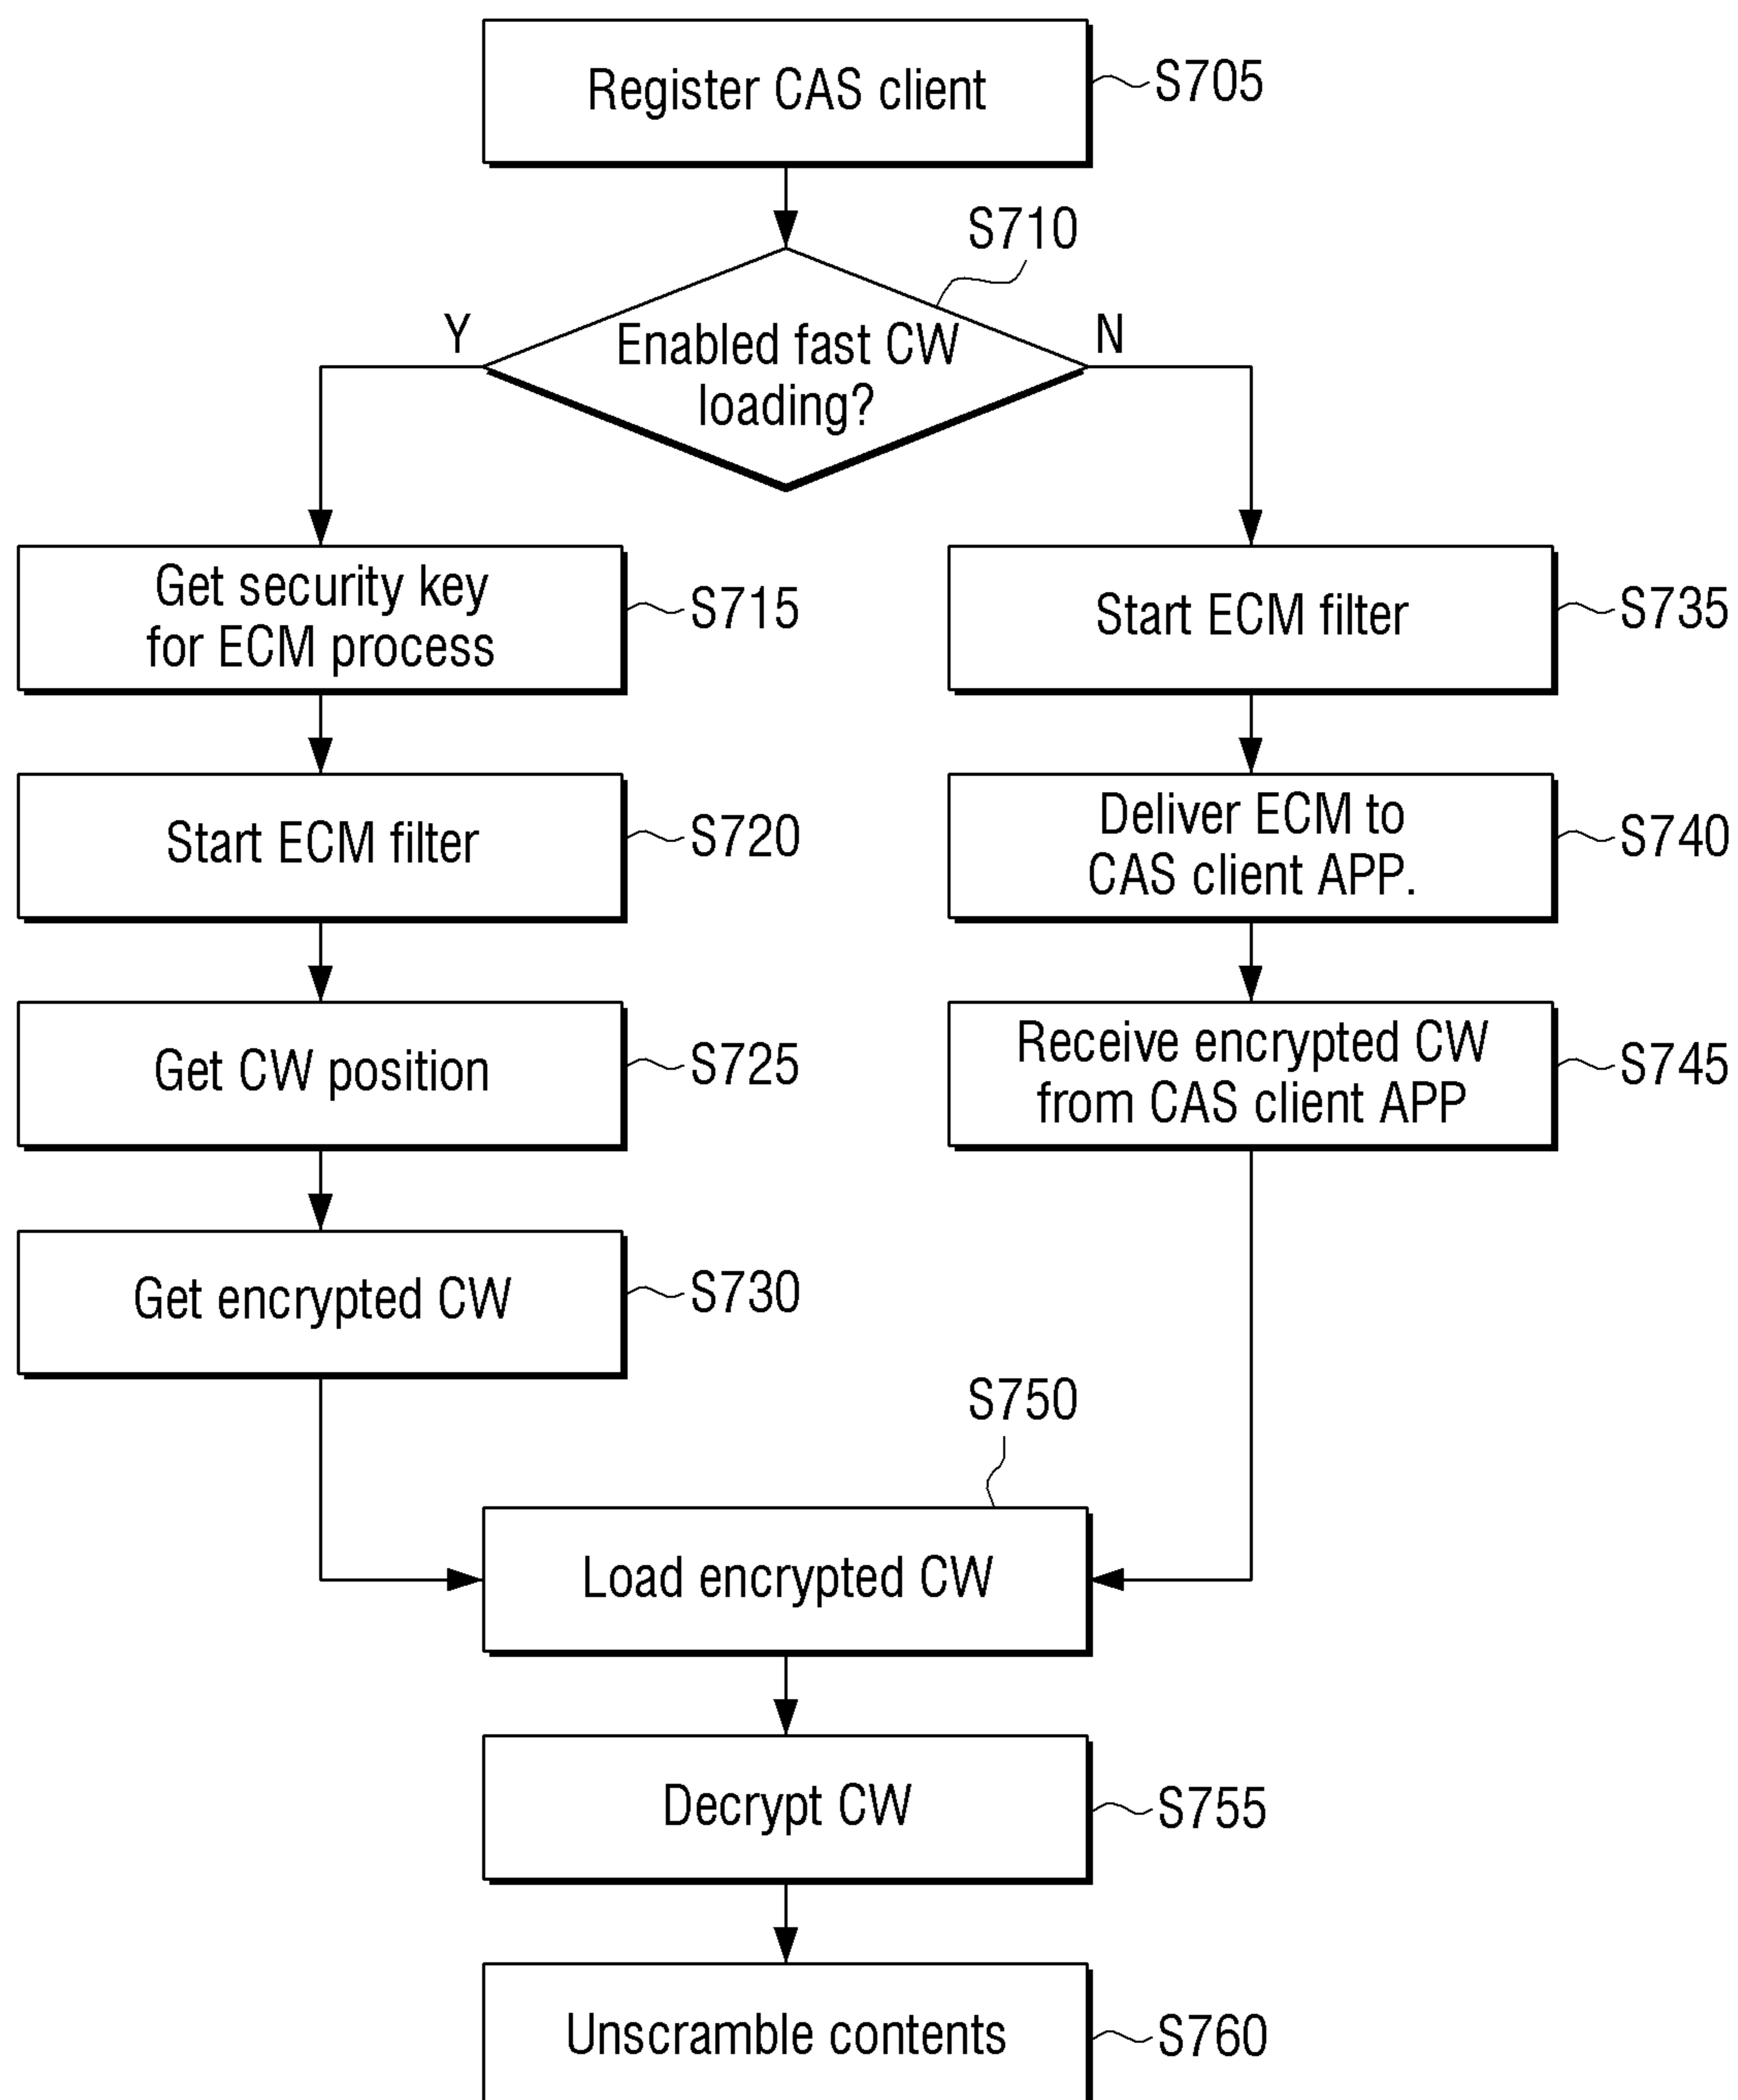 Register CAS client
S705
S710
Y
Enabled fast CW
loading?
N
Get security key
for ECM process
S715
Start ECM filter
S720
Get CW position
S725
Get encrypted CW
S730
Start ECM filter
S735
Deliver ECM to
CAS client APP.
S740
Receive encrypted CW
from CAS client APP
S745
S750
Load encrypted CW
Decrypt CW
S755
Unscramble contents
S760